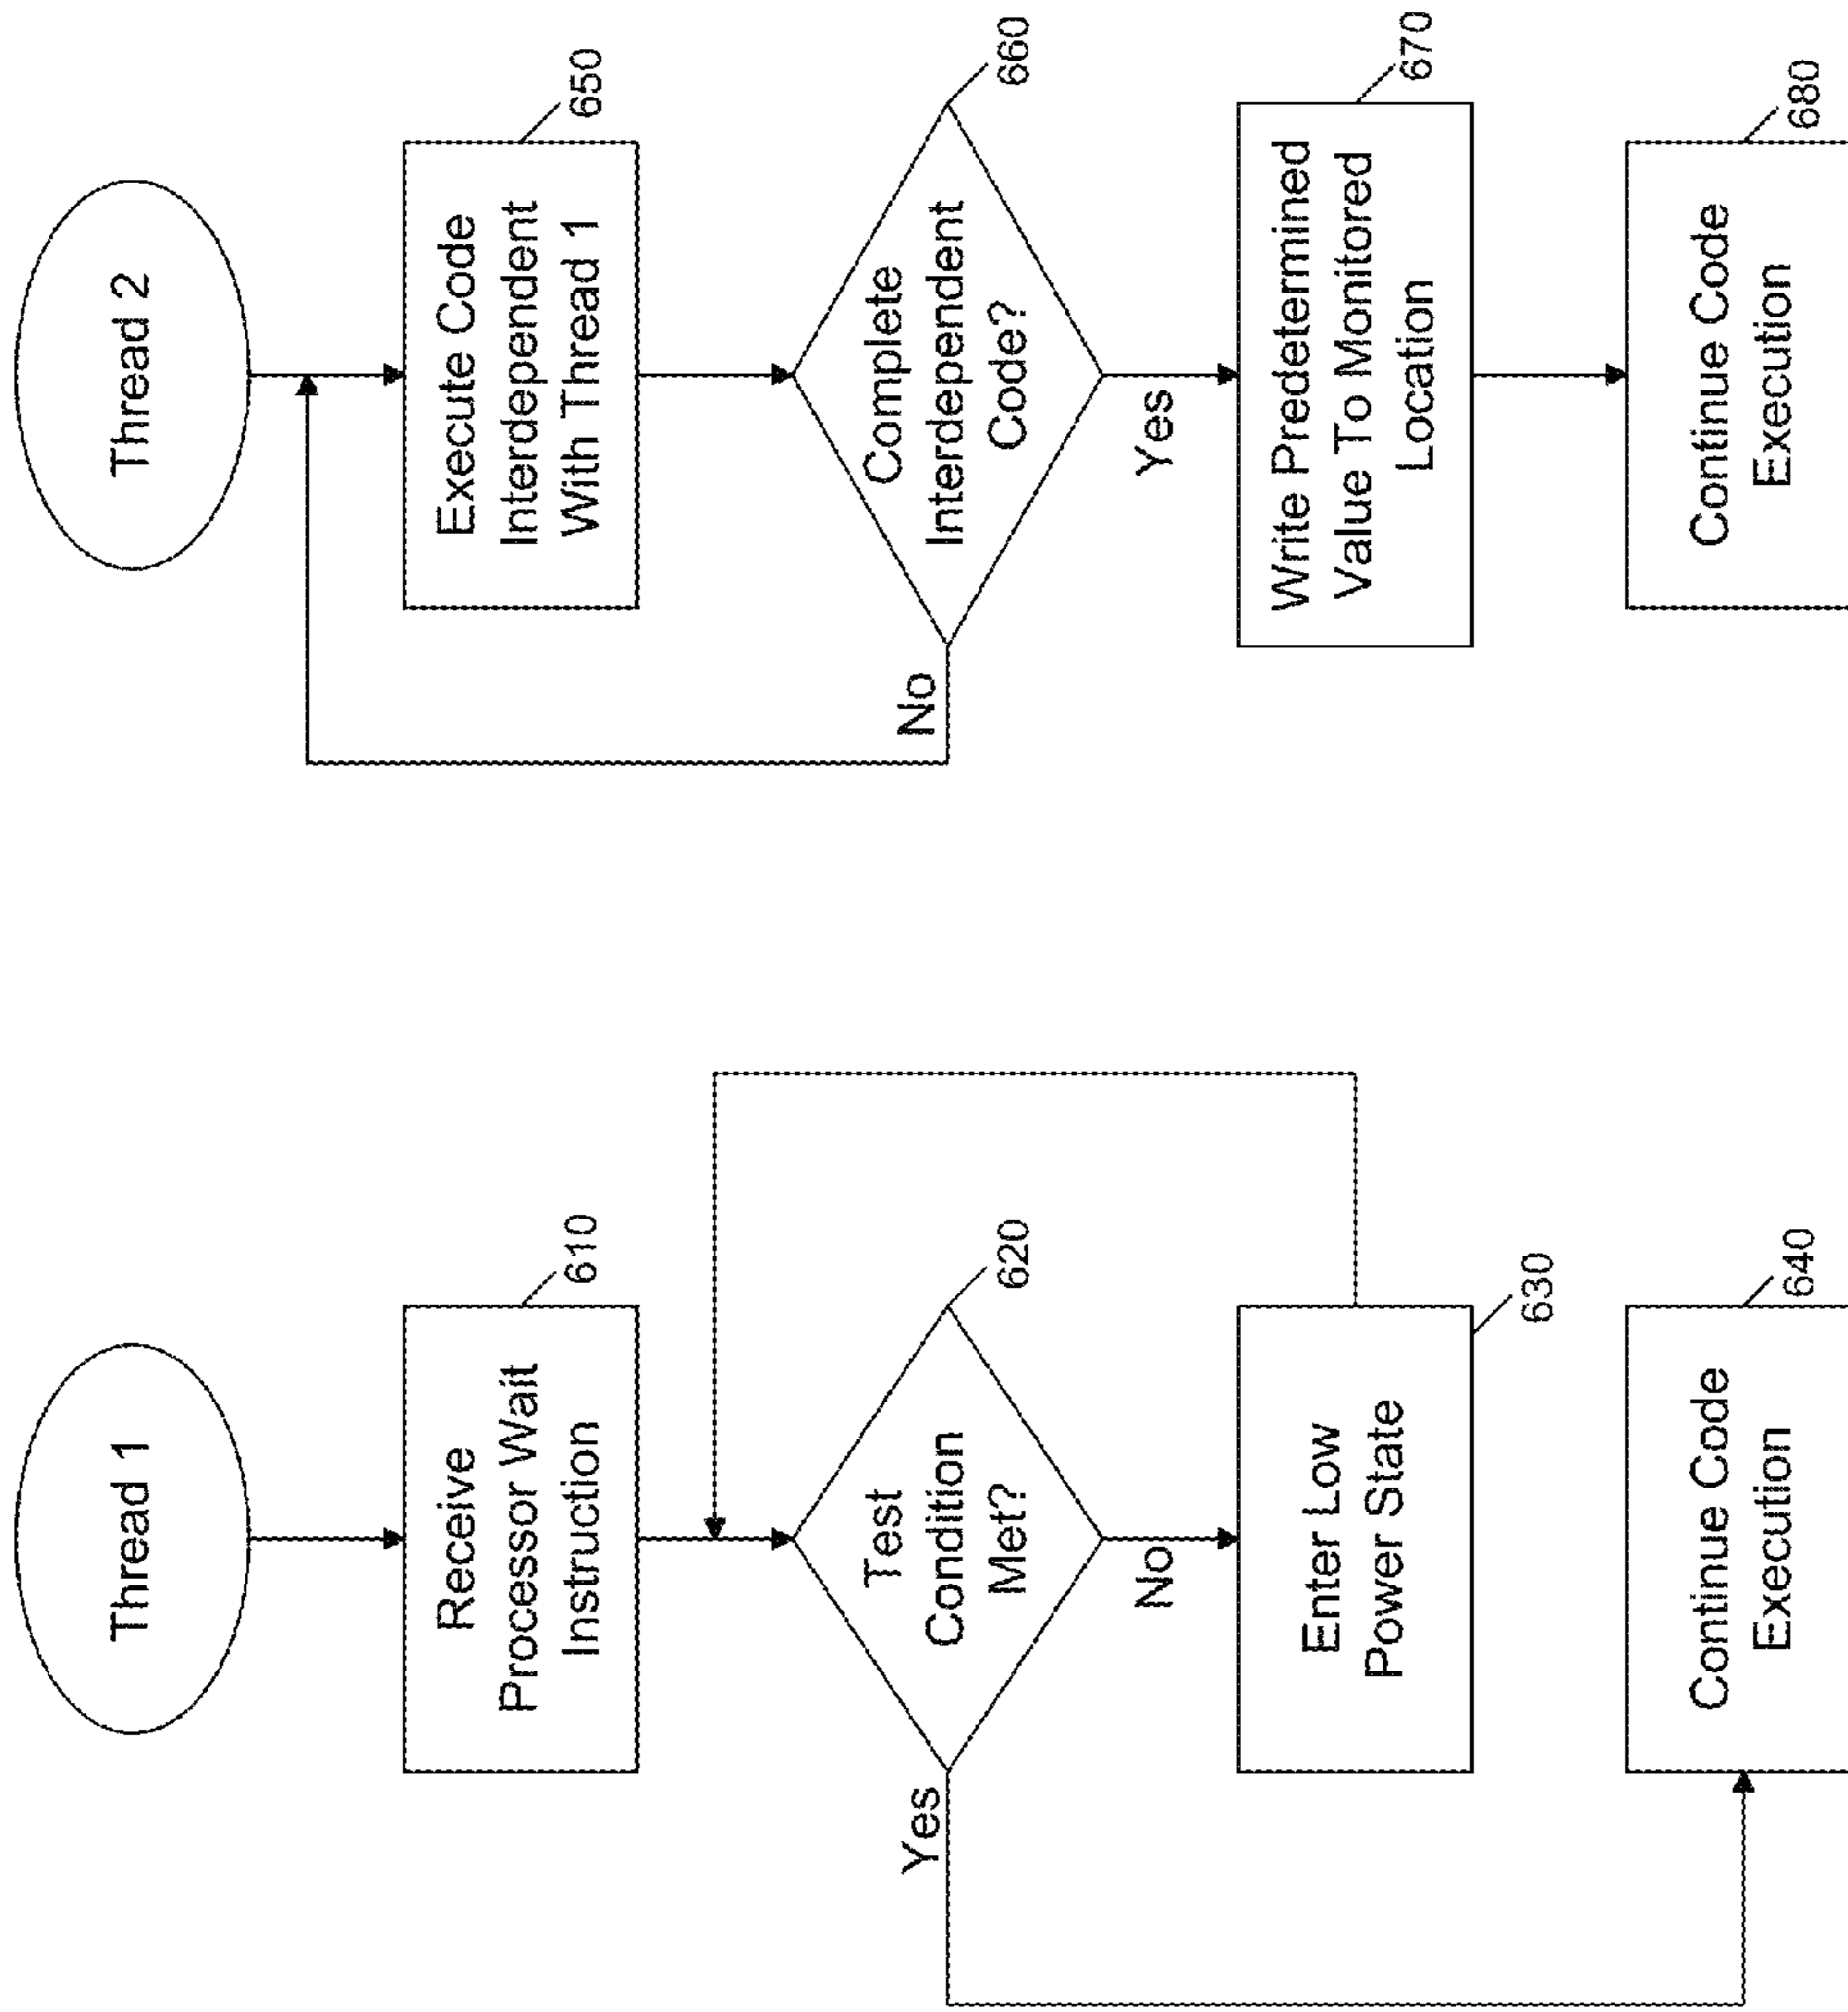 Thread 1
Receive
Processor Wait
Instruction
610
Test
Condition
Met?
620
Yes
No
Enter Low
Power State
630
Continue Code
Execution
640
Thread 2
Execute Code
Interdependent
With Thread 1
650
Complete
Interdependent
Code?
660
No
Yes
Write Predetermined
Value To Monitored
Location
670
Continue Code
Execution
680